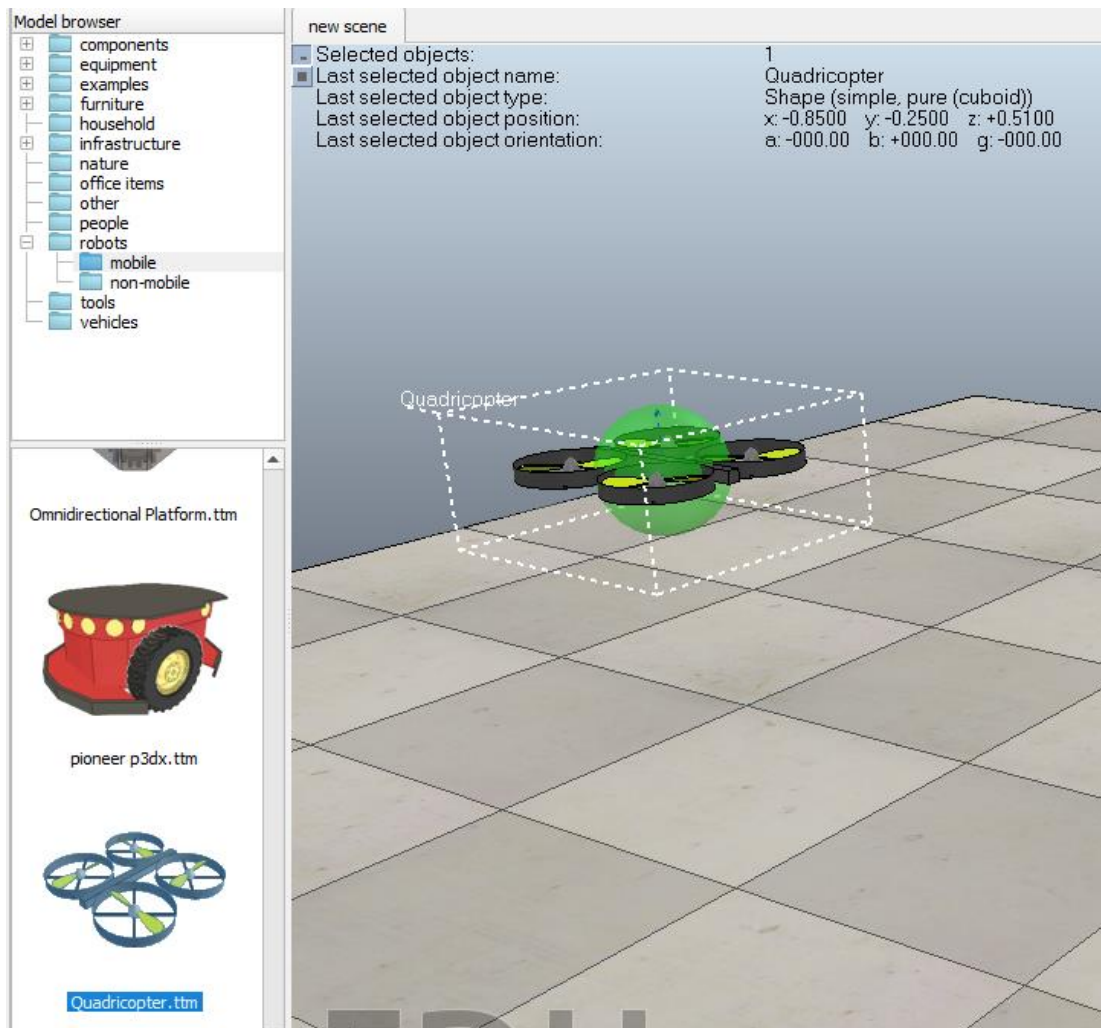 Model browser
components
equipment
examples
furniture
household
infrastructure
nature
office items
other
people
robots
mobile
non-mobile
tools
vehicles
Omnidirectional Platform.ttm
pioneer p3dx.ttm
Quadricopter.ttm
new scene
Selected objects: 1
Last selected object name: Quadricopter
Last selected object type: Shape (simple, pure (cuboid))
Last selected object position: x: -0.8500 y: -0.2500 z: +0.5100
Last selected object orientation: a: -000.00 b: +000.00 g: -000.00
Quadricopter
EDU